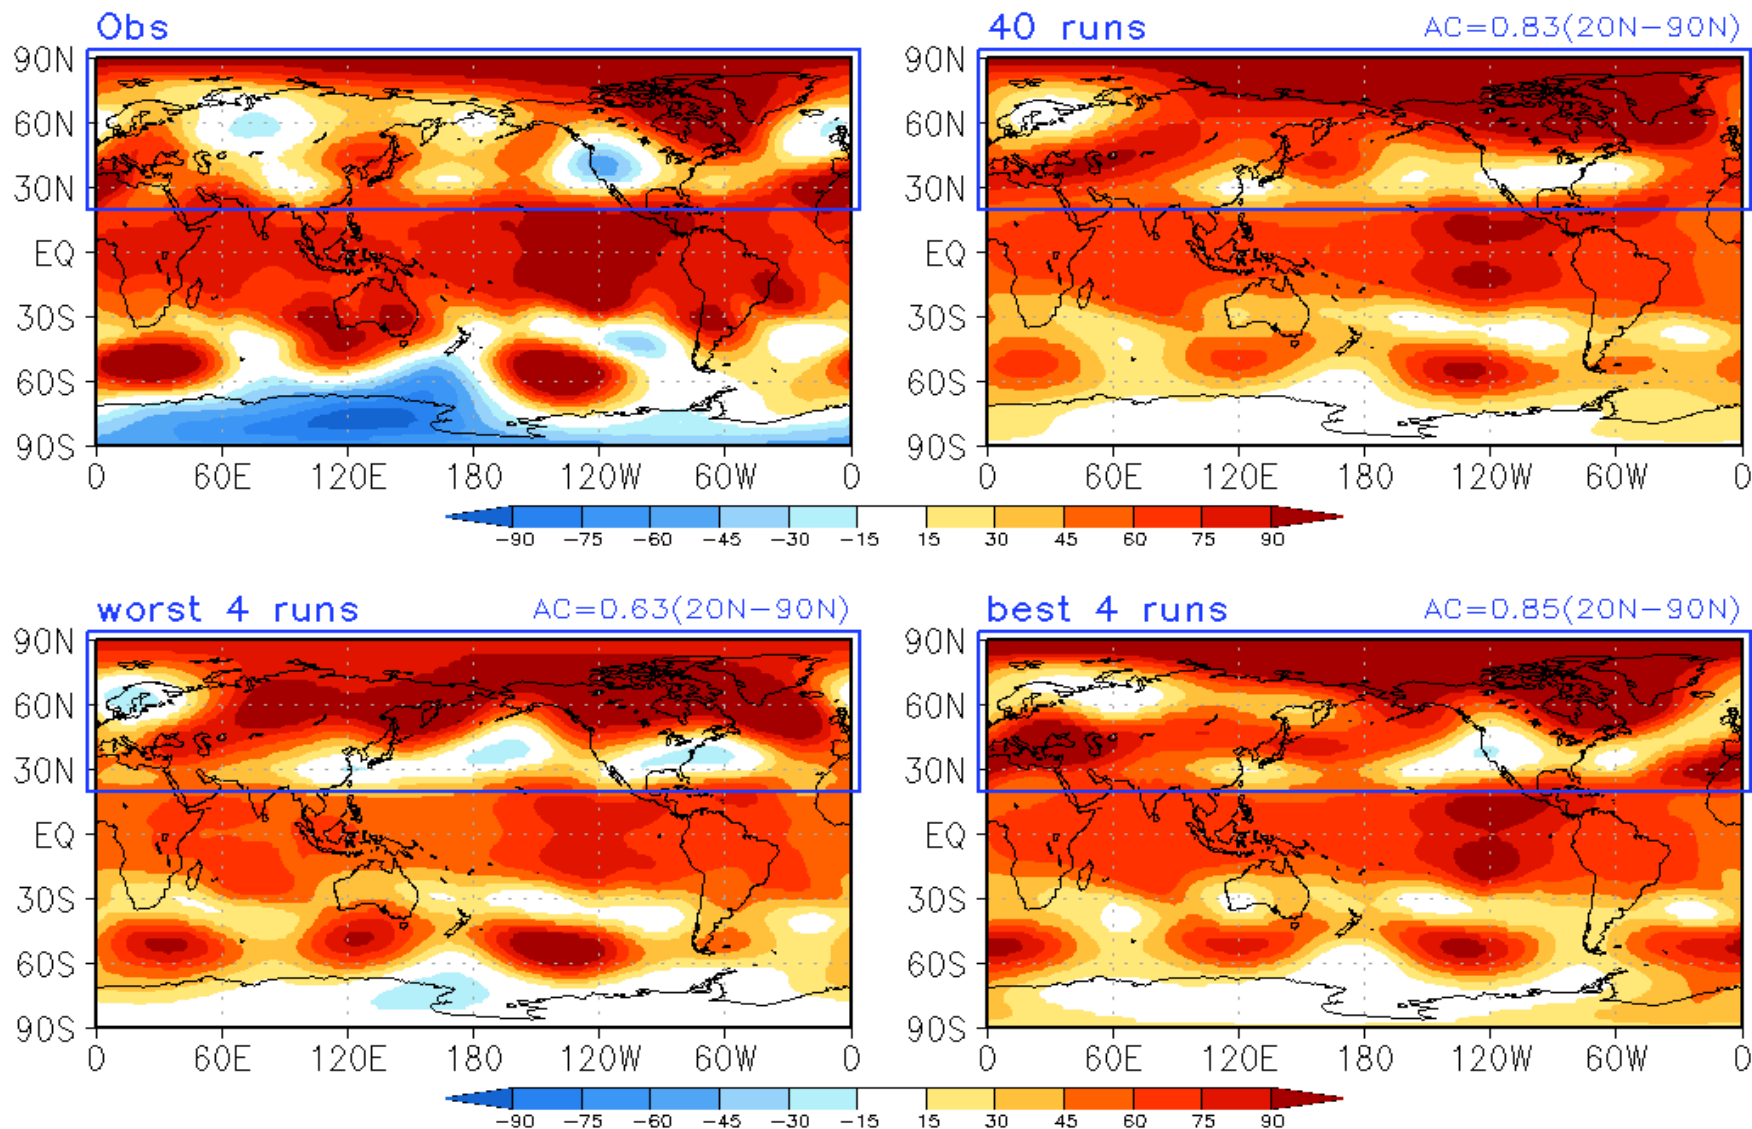 Obs
40 runs AC=0.83(20N-90N)
90N
60N
30N
EQ
30S
60S
90S
0 60E 120E 180 120W 60W 0
90N
60N
30N
EQ
30S
60S
90S
0 60E 120E 180 120W 60W 0
-90 -75 -60 -45 -30 -15 15 30 45 60 75 90
worst 4 runs AC=0.63(20N-90N)
best 4 runs AC=0.85(20N-90N)
90N
60N
30N
EQ
30S
60S
90S
0 60E 120E 180 120W 60W 0
90N
60N
30N
EQ
30S
60S
90S
0 60E 120E 180 120W 60W 0
-90 -75 -60 -45 -30 -15 15 30 45 60 75 90